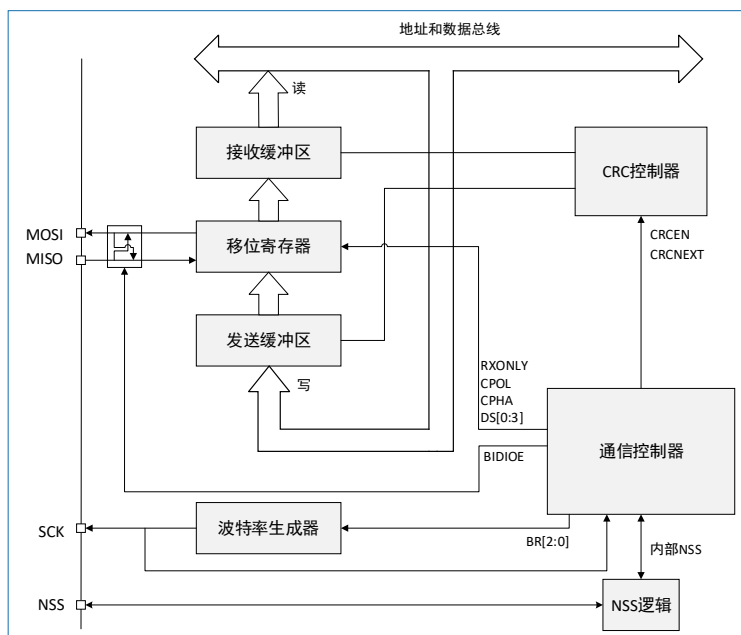 地址和数据总线
读
接收缓冲区
CRC控制器
MOSI
移位寄存器
CRCEN
MISO
CRCNEXT
发送缓冲区
RXONLY
写
CPOL
CPHA
DS[0:3]
通信控制器
BIDIOE
SCK
波特率生成器
BR[2:0]
内部NSS
NSS
NSS逻辑